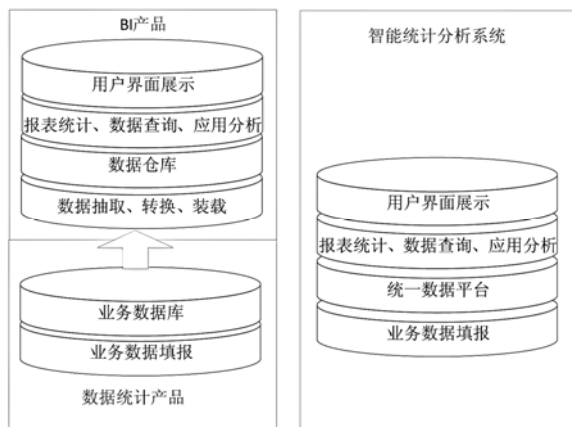 BI产品
用户界面展示
报表统计、数据查询、应用分析
数据仓库
数据抽取、转换、装载
业务数据库
业务数据填报
数据统计产品
智能统计分析系统
用户界面展示
报表统计、数据查询、应用分析
统一数据平台
业务数据填报